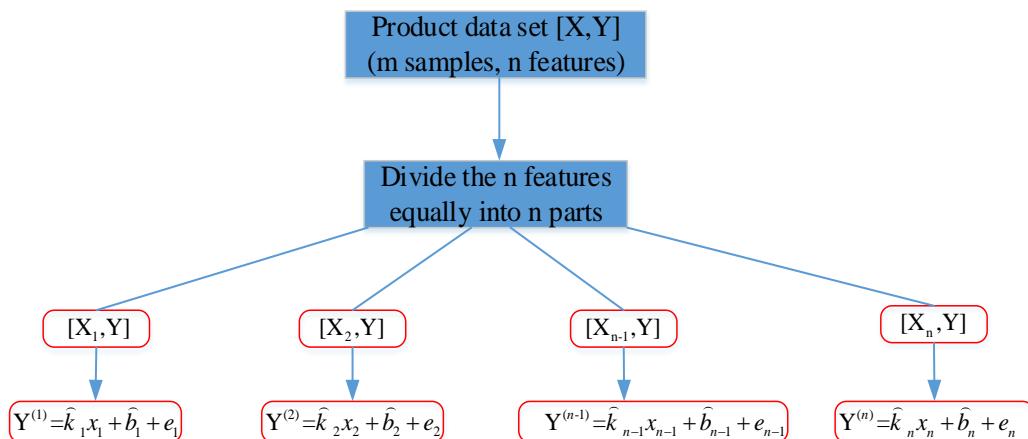 Product data set [X,Y]
(m samples, n features)
Divide the n features
equally into n parts
[X₁,Y]
[X₂,Y]
[Xₙ₋₁,Y]
[Xₙ,Y]
Y⁽¹⁾=k̂₁x₁+b̂₁+e₁
Y⁽²⁾=k̂₂x₂+b̂₂+e₂
Y⁽ⁿ⁻¹⁾=k̂ₙ₋₁xₙ₋₁+b̂ₙ₋₁+eₙ₋₁
Y⁽ⁿ⁾=k̂ₙxₙ+b̂ₙ+eₙ